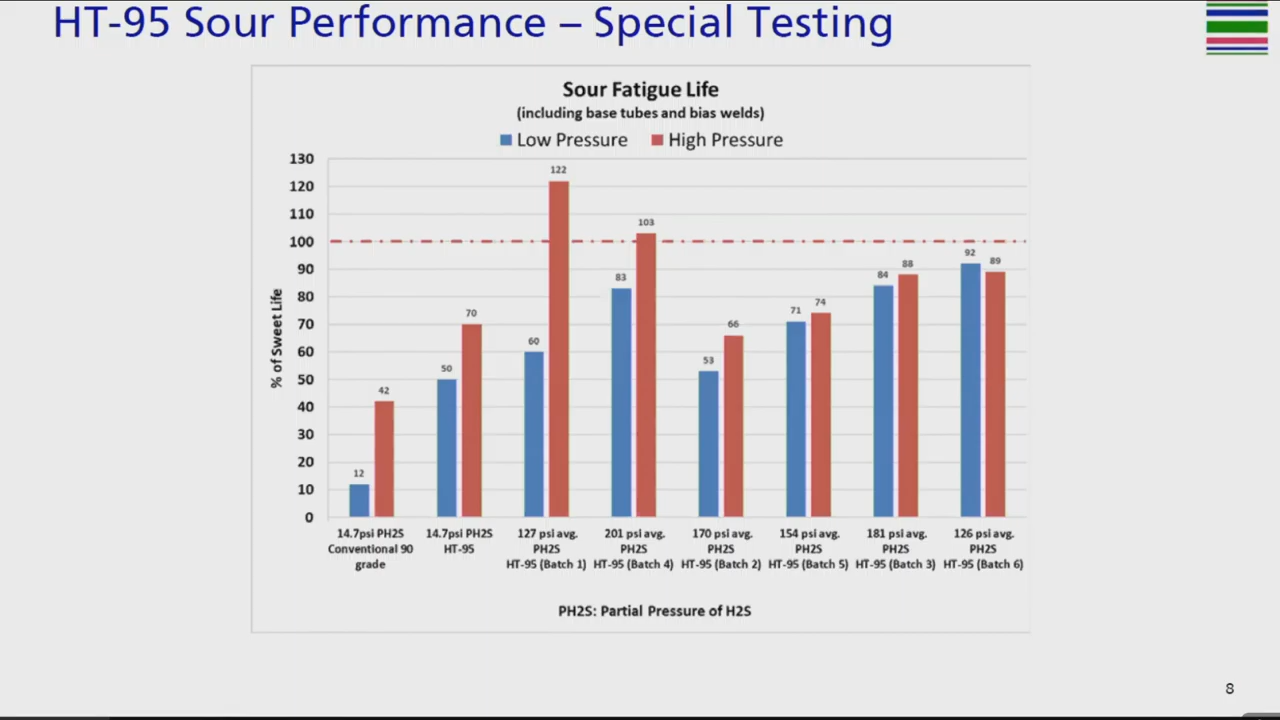 HT-95 Sour Performance – Special Testing
Sour Fatigue Life
(including base tubes and bias welds)
Low Pressure
High Pressure
% of Sweet Life
130
120
110
100
90
80
70
60
50
40
30
20
10
0
12
42
50
70
60
122
83
103
53
66
71
74
84
88
92
89
14.7psi PH2S
Conventional 90
grade
14.7psi PH2S
HT-95
127 psi avg.
PH2S
HT-95 (Batch 1)
201 psi avg.
PH2S
HT-95 (Batch 4)
170 psi avg.
PH2S
HT-95 (Batch 2)
154 psi avg.
PH2S
HT-95 (Batch 5)
181 psi avg.
PH2S
HT-95 (Batch 3)
126 psi avg.
PH2S
HT-95 (Batch 6)
PH2S: Partial Pressure of H2S
8